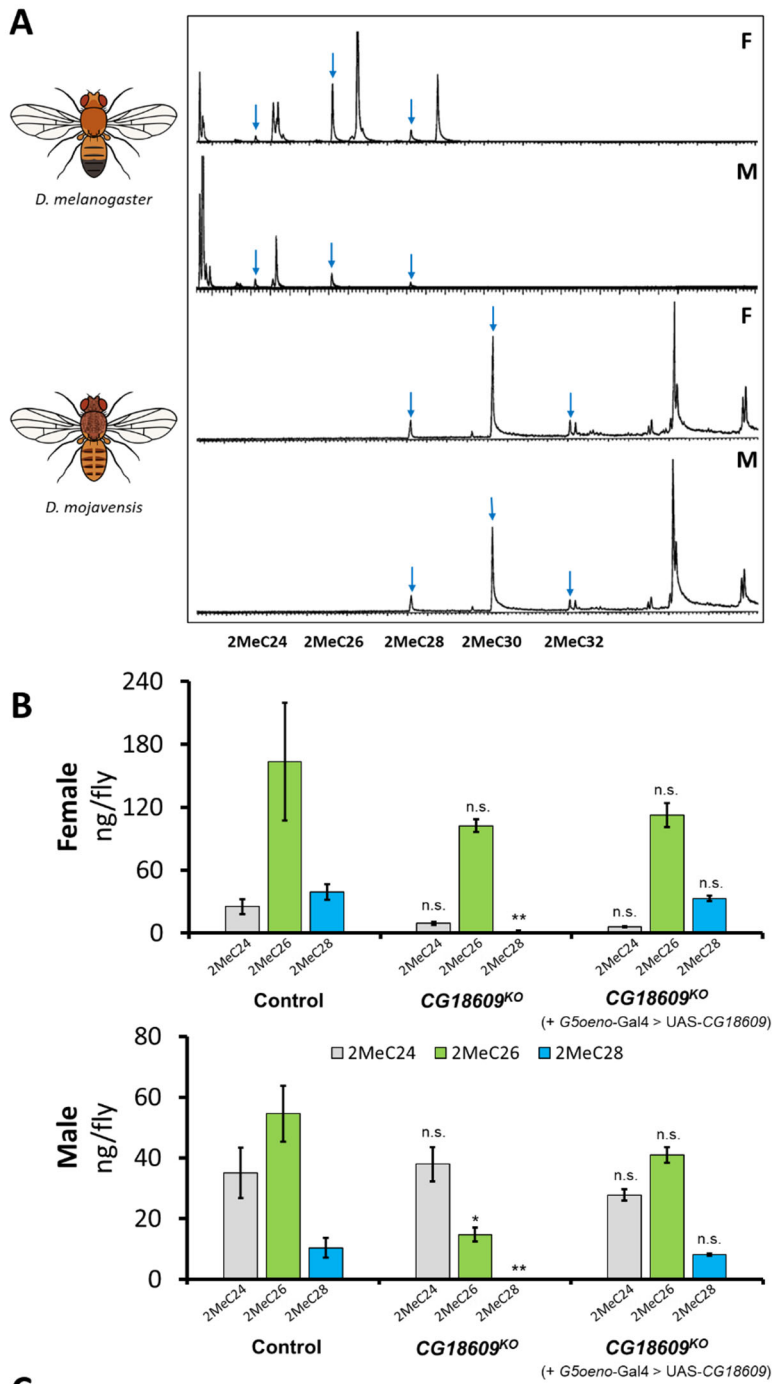 A
F
D. melanogaster
M
F
D. mojavensis
M
2MeC24 2MeC26 2MeC28 2MeC30 2MeC32
B
240
180
120
60
0
Female
ng/fly
n.s. n.s. **
n.s. n.s. n.s.
2MeC24 2MeC26 2MeC28 2MeC24 2MeC26 2MeC28 2MeC24 2MeC26 2MeC28
Control CG18609KO CG18609KO
(+ G5oeno-Gal4 > UAS-CG18609)
80
60
40
20
0
Male
ng/fly
2MeC24 2MeC26 2MeC28
n.s. * **
n.s. n.s. n.s.
2MeC24 2MeC26 2MeC28 2MeC24 2MeC26 2MeC28 2MeC24 2MeC26 2MeC28
Control CG18609KO CG18609KO
(+ G5oeno-Gal4 > UAS-CG18609)